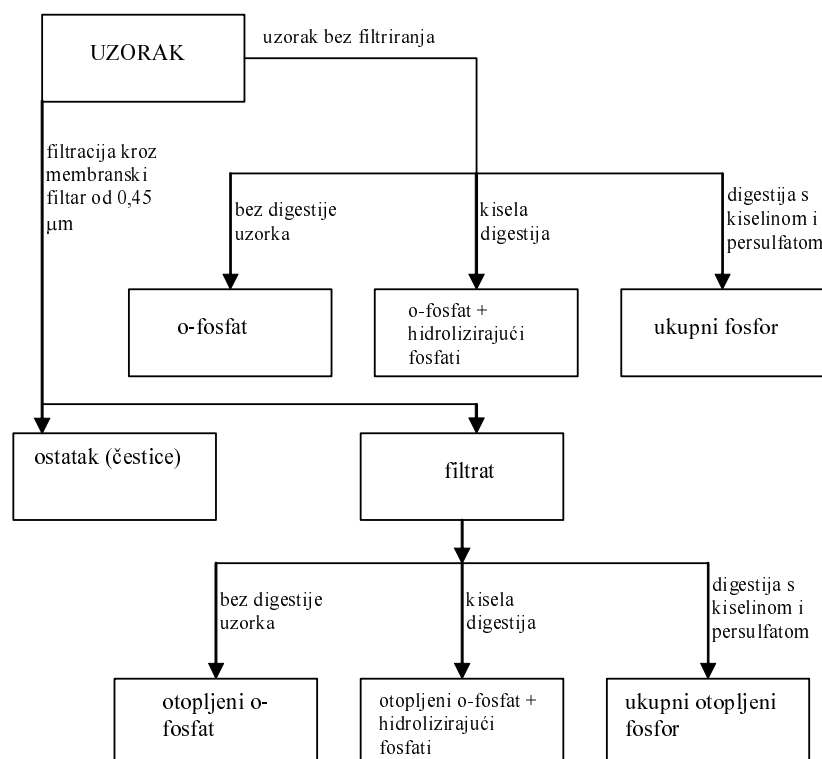 UZORAK
uzorak bez filtriranja
filtracija kroz
membranski
filtar od 0,45
μm
bez digestije
uzorka
kisela
digestija
digestija s
kiselinom i
persulfatom
o-fosfat
o-fosfat +
hidrolizirajući
fosfati
ukupni fosfor
ostatak (čestice)
filtrat
bez digestije
uzorka
kisela
digestija
digestija s
kiselinom i
persulfatom
otopljeni o-
fosfat
otopljeni o-fosfat +
hidrolizirajući
fosfati
ukupni otopljeni
fosfor